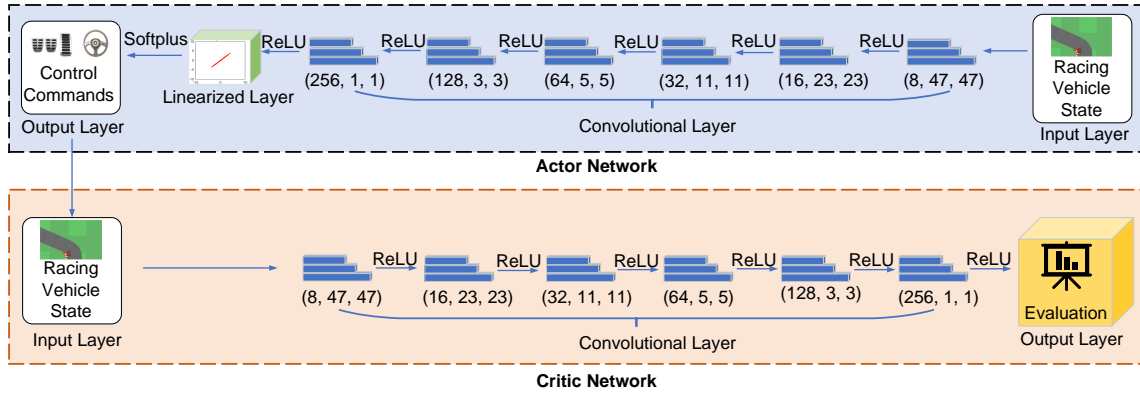 Control
Commands
Output Layer
Softplus
Linearized Layer
ReLU
ReLU
ReLU
ReLU
ReLU
ReLU
(256, 1, 1)
(128, 3, 3)
(64, 5, 5)
(32, 11, 11)
(16, 23, 23)
(8, 47, 47)
Convolutional Layer
Racing
Vehicle
State
Input Layer
Actor Network
Racing
Vehicle
State
Input Layer
ReLU
ReLU
ReLU
ReLU
ReLU
ReLU
(8, 47, 47)
(16, 23, 23)
(32, 11, 11)
(64, 5, 5)
(128, 3, 3)
(256, 1, 1)
Convolutional Layer
Evaluation
Output Layer
Critic Network